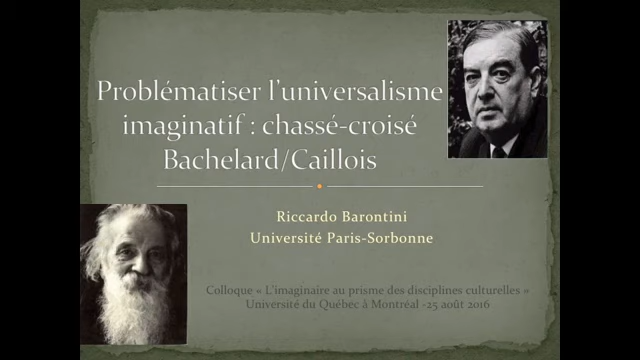 Problématiser l'universalisme
imaginatif : chassé-croisé
Bachelard/Caillois
Riccardo Barontini
Université Paris-Sorbonne
Colloque « L'imaginaire au prisme des disciplines culturelles »
Université du Québec à Montréal -25 août 2016